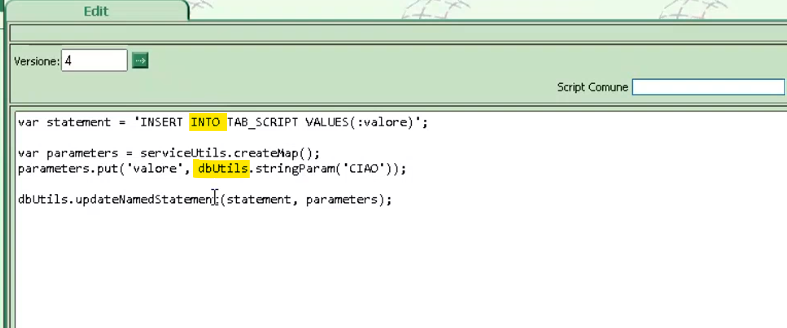 Edit
Versione: 4
Script Comune
var statement = 'INSERT INTO TAB_SCRIPT VALUES(:valore)';
var parameters = serviceUtils.createMap();
parameters.put('valore', dbUtils.stringParam('CIAO'));
dbUtils.updateNamedStatement(statement, parameters);